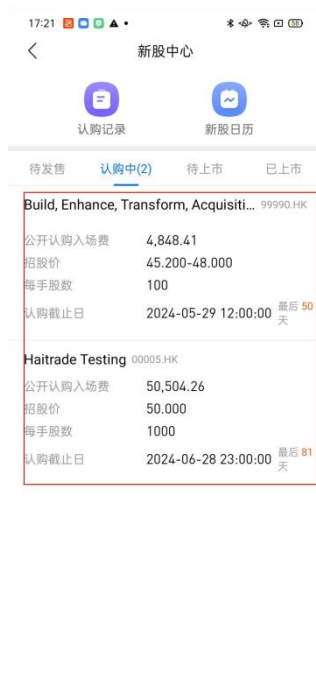 17:21
58
新股中心
认购记录
新股日历
待发售
认购中(2)
待上市
已上市
Build, Enhance, Transform, Acquisiti... 99990.HK
公开认购入场费 4,848.41
招股价 45.200-48.000
每手股数 100
认购截止日 2024-05-29 12:00:00 最后 50
天
Haitrade Testing 00005.HK
公开认购入场费 50,504.26
招股价 50.000
每手股数 1000
认购截止日 2024-06-28 23:00:00 最后 81
天